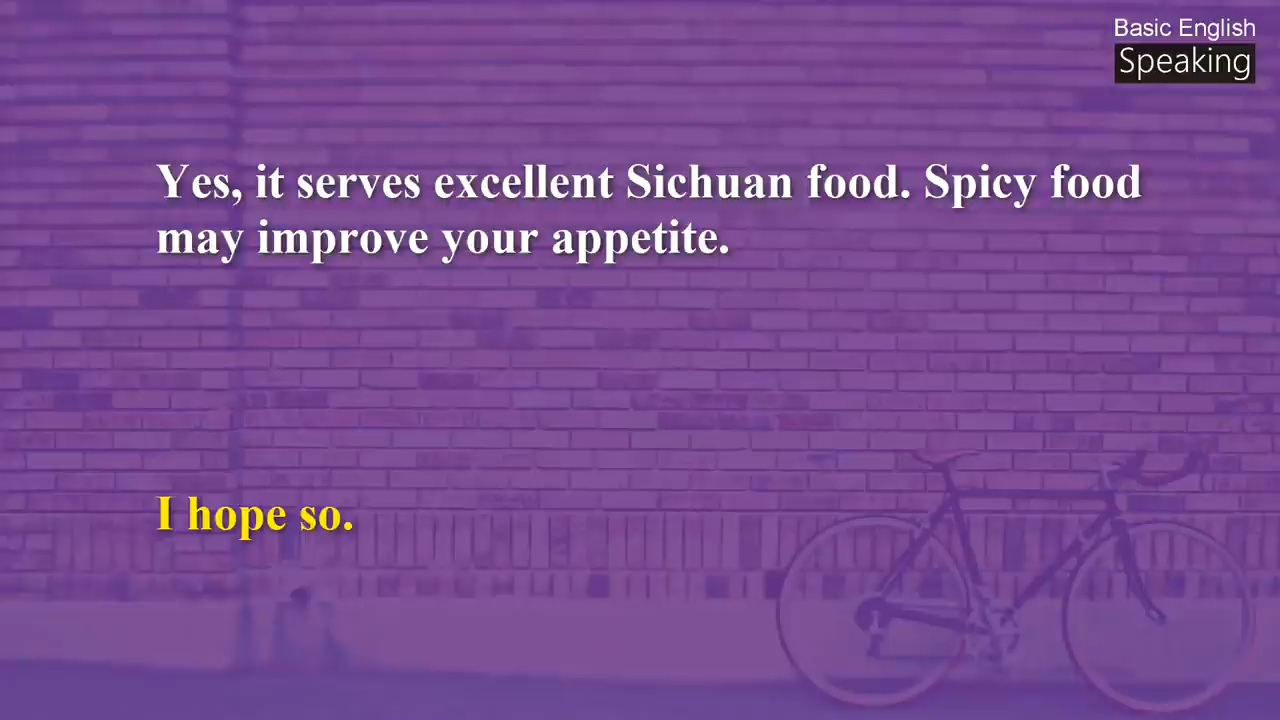 Basic English
Speaking
Yes, it serves excellent Sichuan food. Spicy food
may improve your appetite.
I hope so.